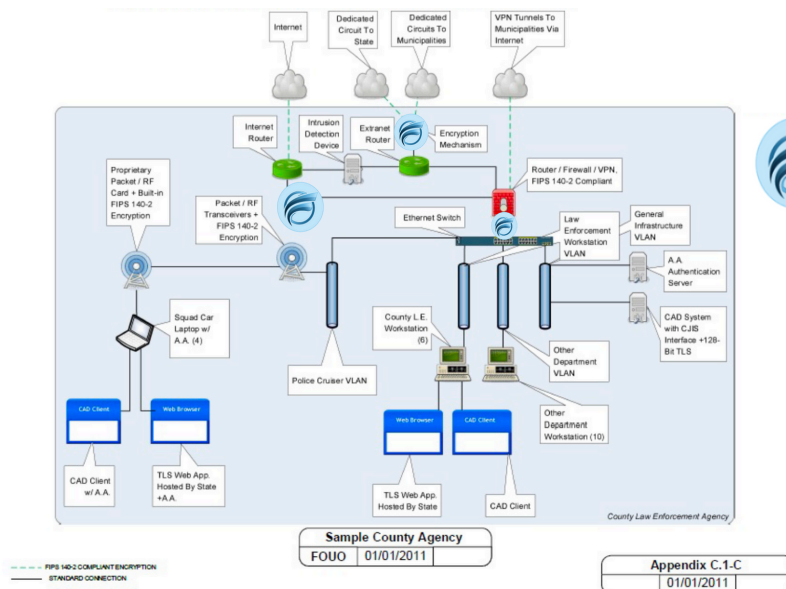 Internet
Dedicated
Circuit To
State
Dedicated
Circuits To
Municipalities
VPN Tunnels To
Municipalities Via
Internet
Internet
Router
Intrusion
Detection
Device
Extranet
Router
Encryption
Mechanism
Proprietary
Packet / RF
Card + Built-in
FIPS 140-2
Encryption
Packet / RF
Transceivers +
FIPS 140-2
Encryption
Router / Firewall / VPN,
FIPS 140-2 Compliant
Ethernet Switch
Law
Enforcement
Workstation
VLAN
General
Infrastructure
VLAN
A.A.
Authentication
Server
Squad Car
Laptop w/
A.A. (4)
County L.E.
Workstation
(6)
CAD System
with CJIS
Interface +128-
Bit TLS
Police Cruiser VLAN
Other
Department
VLAN
CAD Client
Web Browser
Web Browser
CAD Client
Other
Department
Workstation (10)
CAD Client
w/ A.A.
TLS Web App.
Hosted By State
+A.A.
TLS Web App.
Hosted By State
CAD Client
County Law Enforcement Agency
Sample County Agency
FOUO 01/01/2011
FIPS 140-2 COMPLIANT ENCRYPTION
STANDARD CONNECTION
Appendix C.1-C
01/01/2011